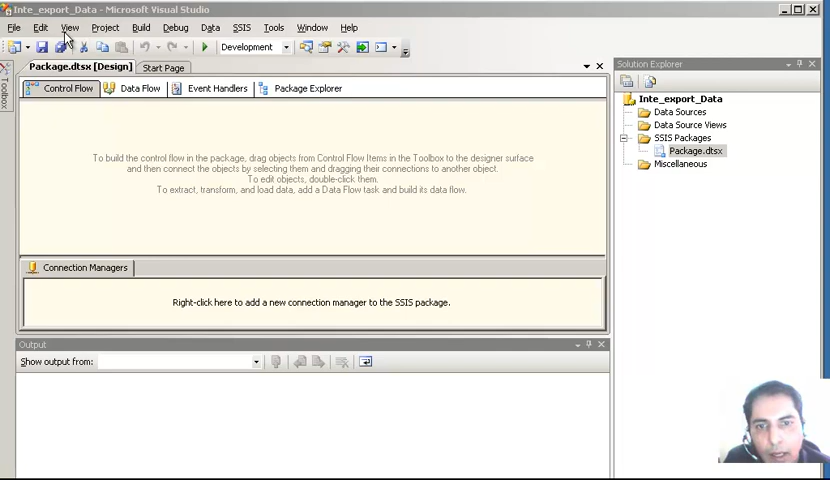 Inte_export_Data - Microsoft Visual Studio
File Edit View Project Build Debug Data SSIS Tools Window Help
Development
Package.dtsx [Design] Start Page
Control Flow Data Flow Event Handlers Package Explorer
To build the control flow in the package, drag objects from Control Flow Items in the Toolbox to the designer surface
and then connect the objects by selecting them and dragging their connections to another object.
To edit objects, double-click them.
To extract, transform, and load data, add a Data Flow task and build its data flow.
Connection Managers
Right-click here to add a new connection manager to the SSIS package.
Output
Show output from:
Toolbox
Solution Explorer
Inte_export_Data
Data Sources
Data Source Views
SSIS Packages
Package.dtsx
Miscellaneous